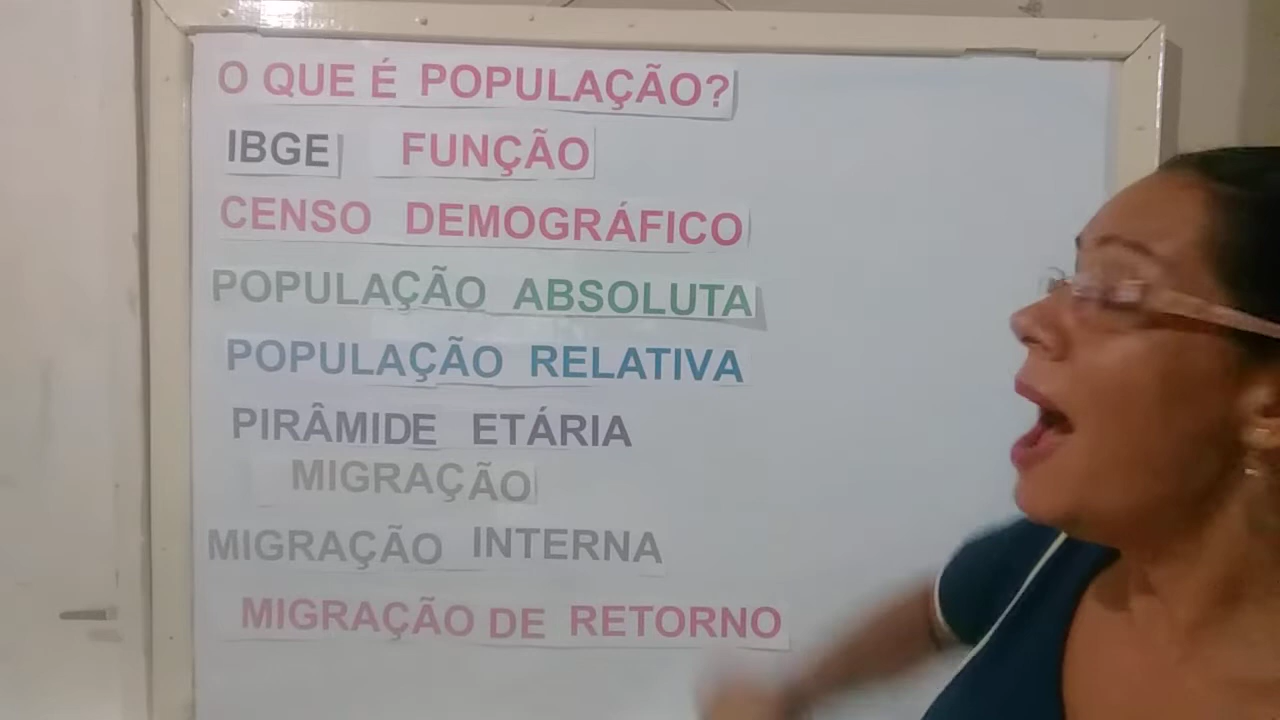 O QUE É POPULAÇÃO?
IBGE FUNÇÃO
CENSO DEMOGRÁFICO
POPULAÇÃO ABSOLUTA
POPULAÇÃO RELATIVA
PIRÂMIDE ETÁRIA
MIGRAÇÃO
MIGRAÇÃO INTERNA
MIGRAÇÃO DE RETORNO